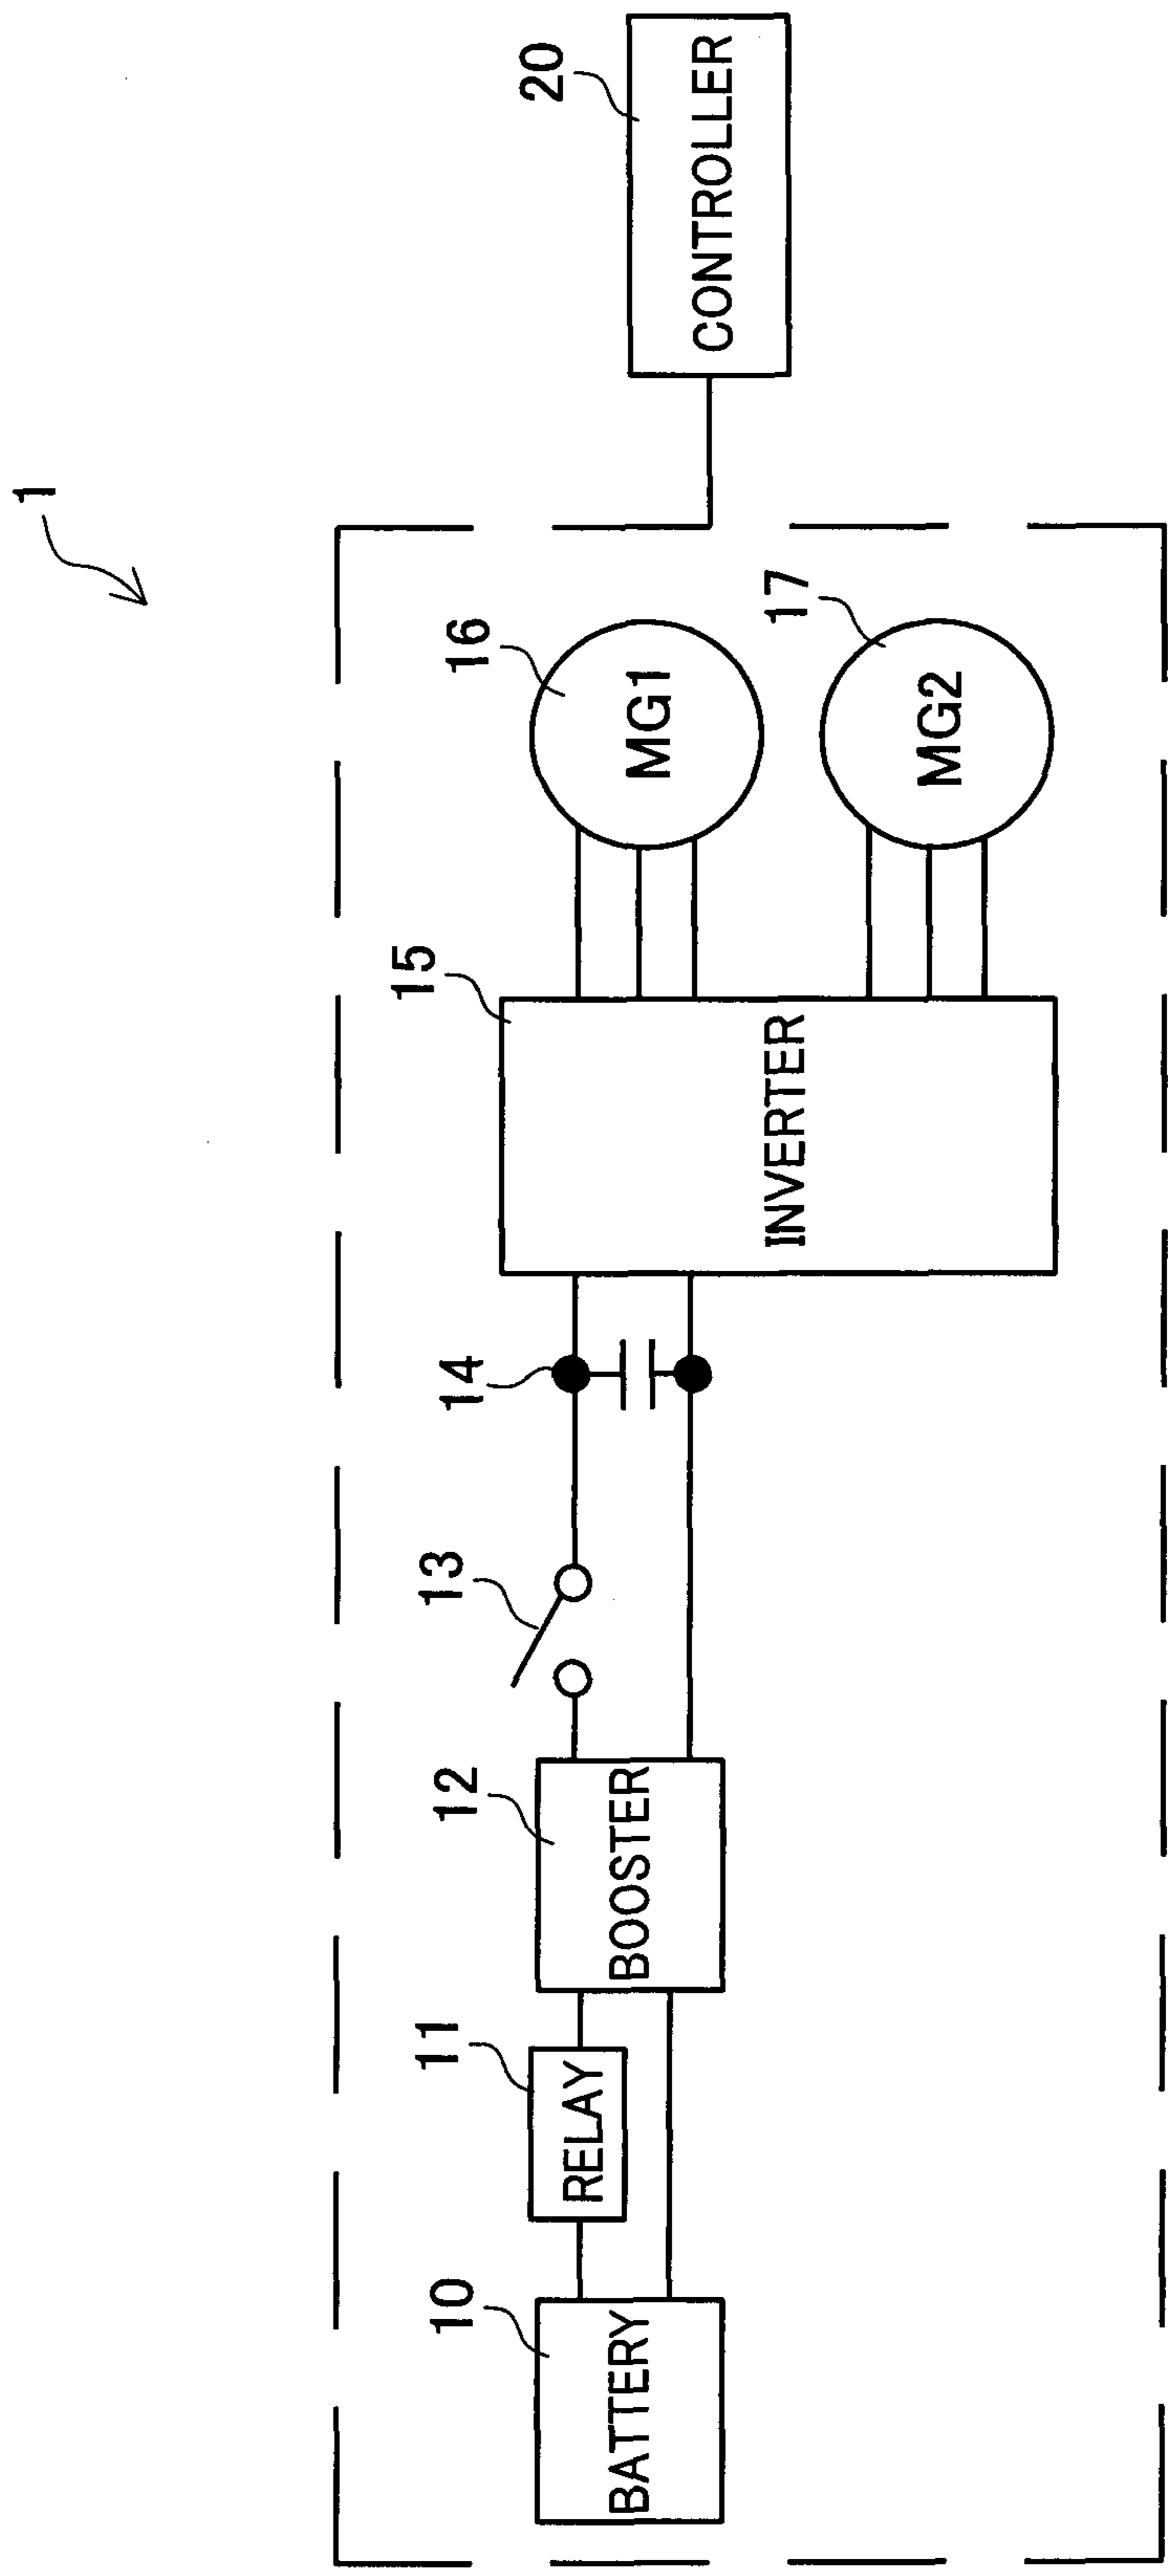 1
10
BATTERY
11
RELAY
12
BOOSTER
13
14
15
INVERTER
16
MG1
17
MG2
20
CONTROLLER